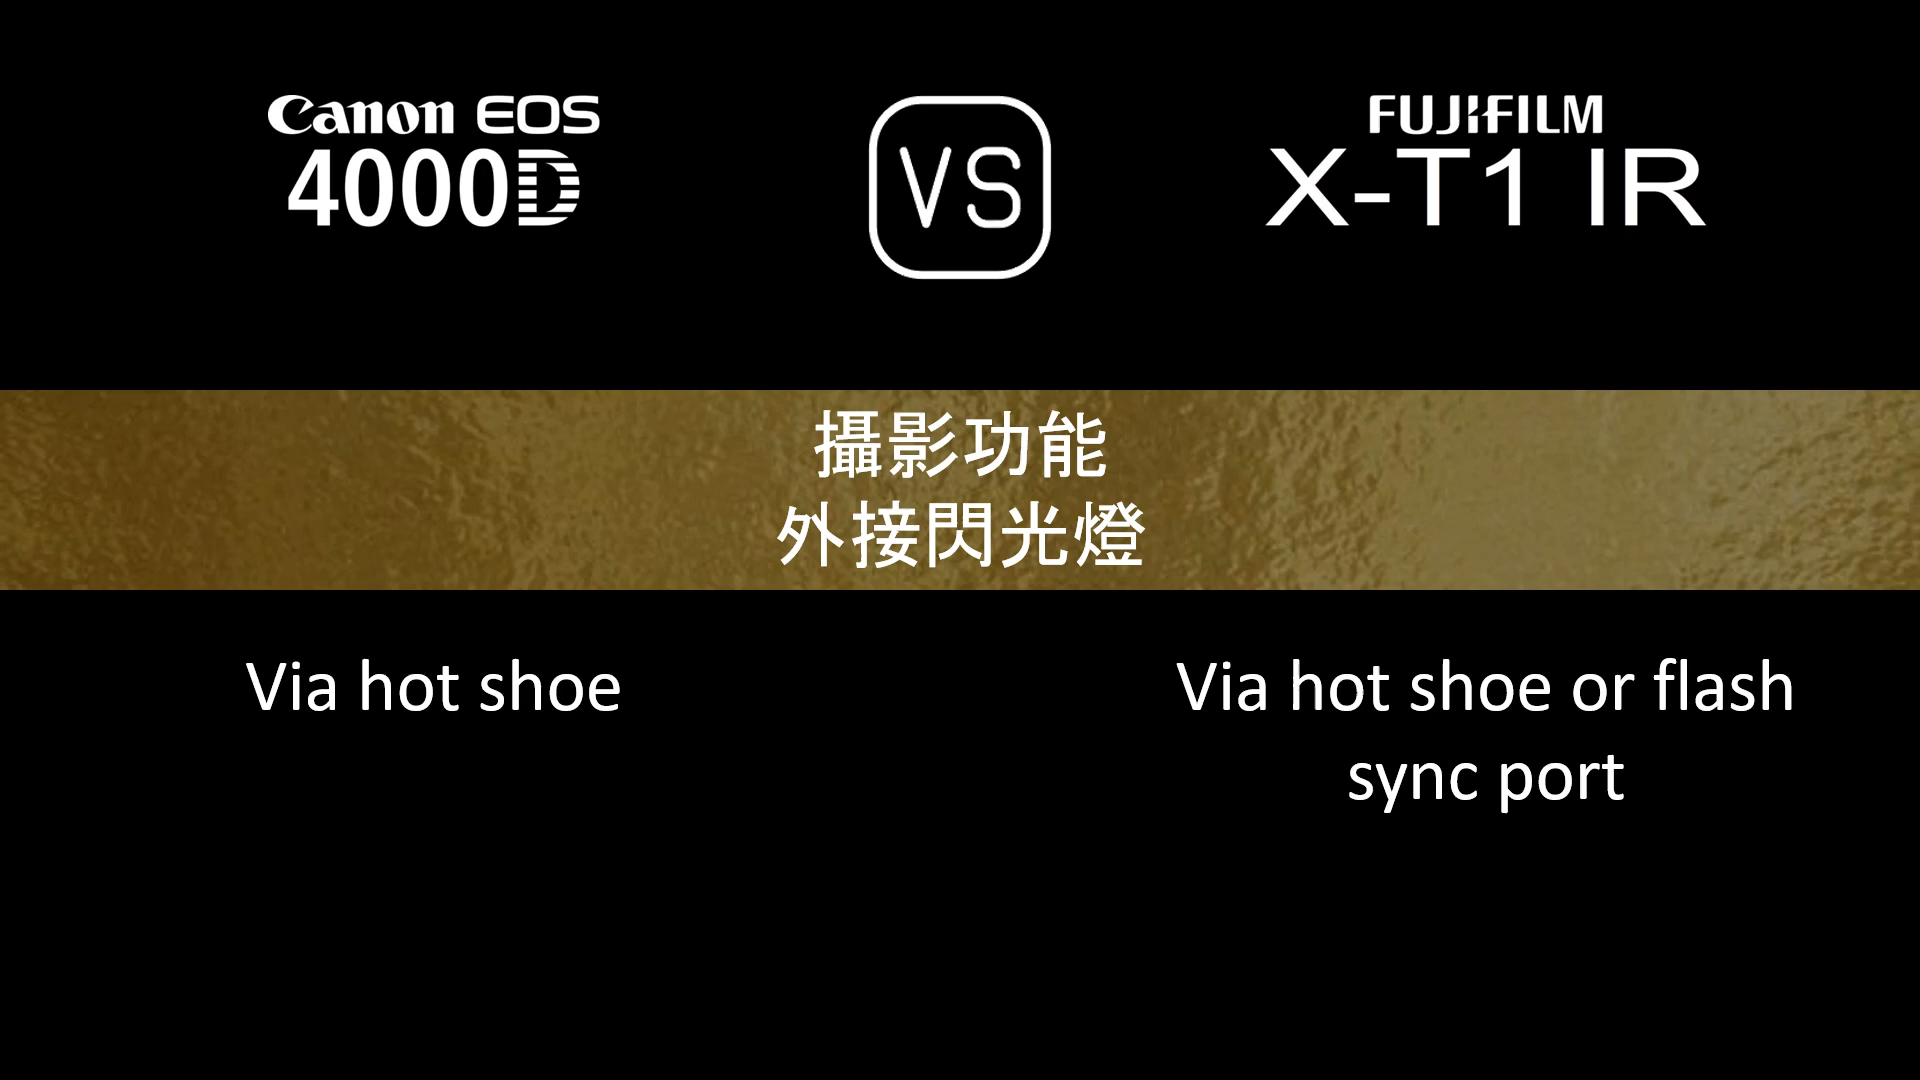 Canon EOS
4000D
VS
FUJIFILM
X-T1 IR
攝影功能
外接閃光燈
Via hot shoe
Via hot shoe or flash
sync port